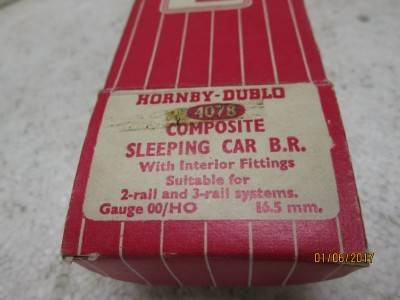 HORNBY-DUBLO
4078
COMPOSITE
SLEEPING CAR B.R.
With Interior Fittings
Suitable for
2-rail and 3-rail systems.
Gauge 00/HO 16.5 mm.
01/06/2017